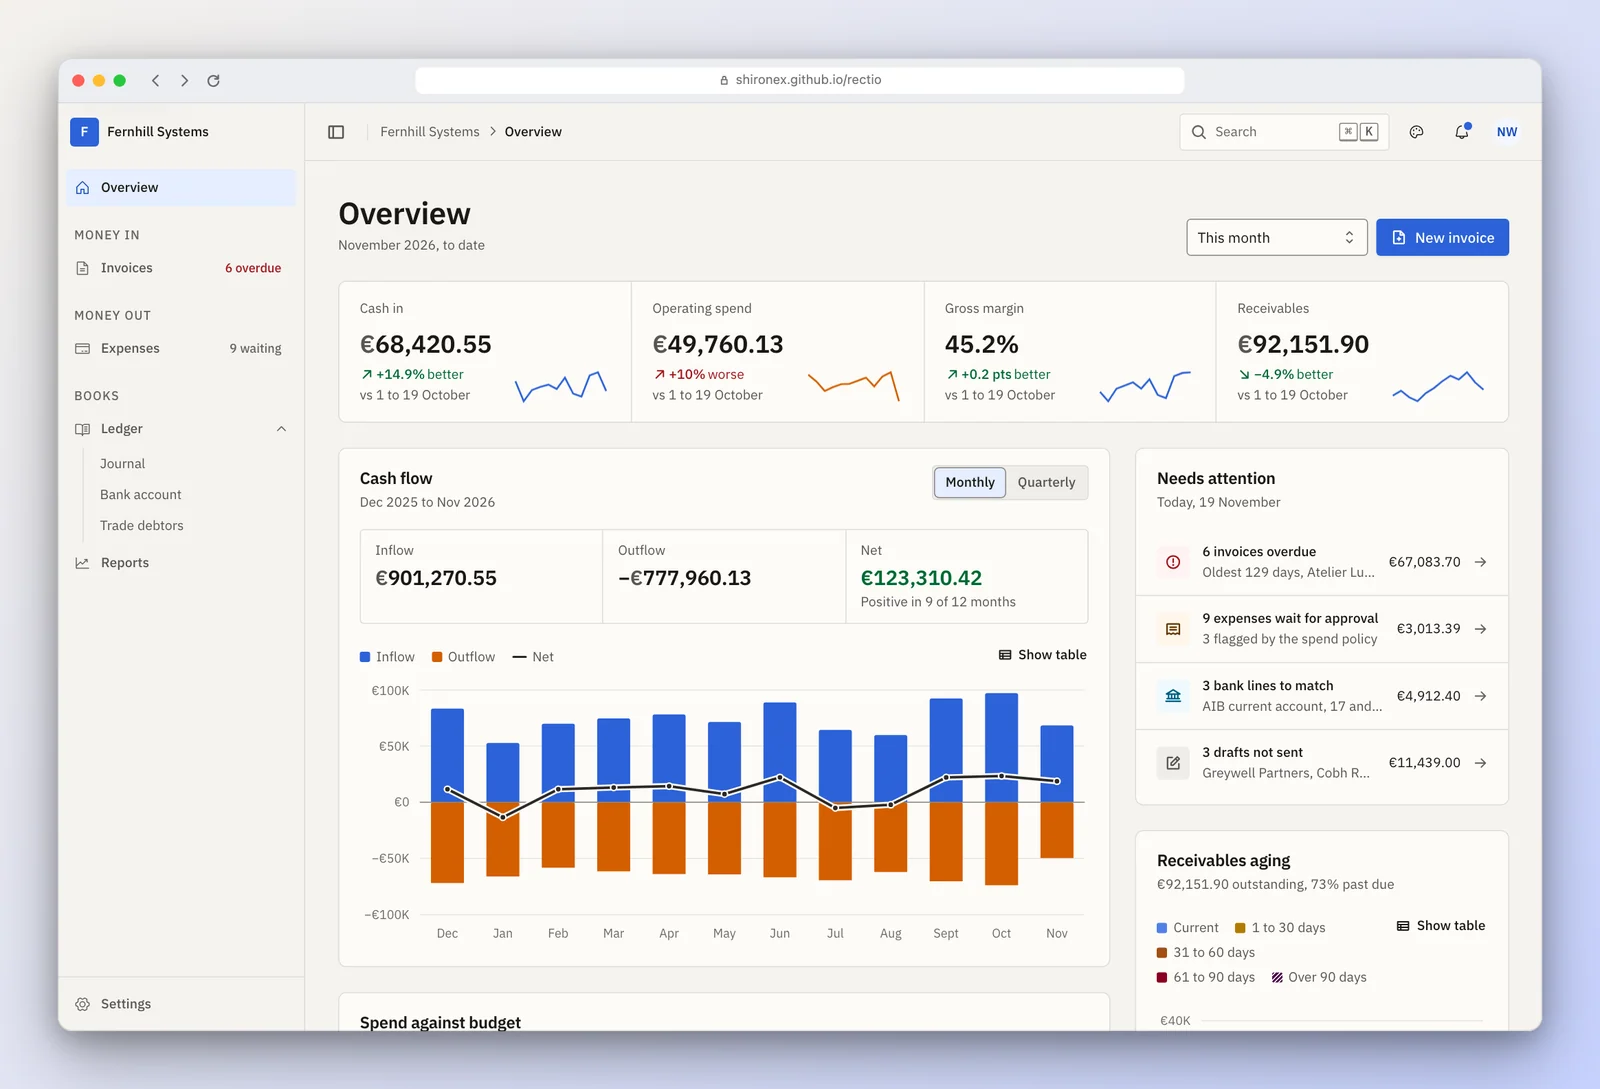 shironex.github.io/rectio
F
Fernhill Systems
Fernhill Systems
Overview
Search
⌘ K
NW
Overview
MONEY IN
Invoices
6 overdue
MONEY OUT
Expenses
9 waiting
BOOKS
Ledger
Journal
Bank account
Trade debtors
Reports
Settings
Overview
November 2026, to date
This month
New invoice
Cash in
€68,420.55
+14.9% better
vs 1 to 19 October
Operating spend
€49,760.13
+10% worse
vs 1 to 19 October
Gross margin
45.2%
+0.2 pts better
vs 1 to 19 October
Receivables
€92,151.90
−4.9% better
vs 1 to 19 October
Cash flow
Dec 2025 to Nov 2026
Monthly
Quarterly
Inflow
€901,270.55
Outflow
−€777,960.13
Net
€123,310.42
Positive in 9 of 12 months
Inflow
Outflow
Net
Show table
€100K
€50K
€0
−€50K
−€100K
Dec Jan Feb Mar Apr May Jun Jul Aug Sept Oct Nov
Spend against budget
Needs attention
Today, 19 November
6 invoices overdue
Oldest 129 days, Atelier Lu...
€67,083.70
9 expenses wait for approval
3 flagged by the spend policy
€3,013.39
3 bank lines to match
AIB current account, 17 and...
€4,912.40
3 drafts not sent
Greywell Partners, Cobh R...
€11,439.00
Receivables aging
€92,151.90 outstanding, 73% past due
Current
1 to 30 days
31 to 60 days
61 to 90 days
Over 90 days
Show table
€40K